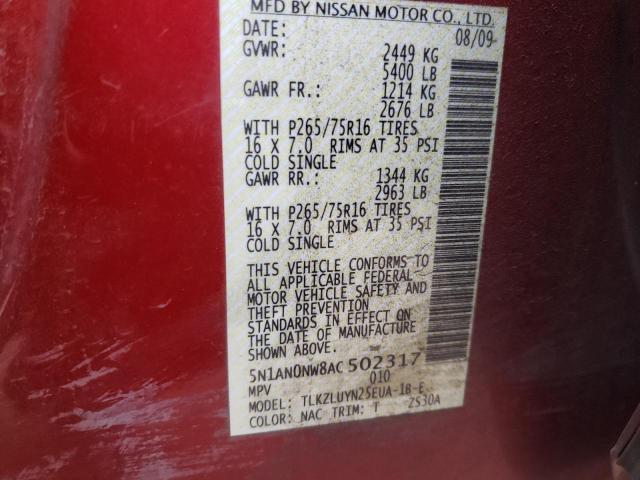 MFD BY NISSAN MOTOR CO., LTD.
DATE: 08/09
GVWR: 2449 KG
5400 LB
GAWR FR.: 1214 KG
2676 LB
WITH P265/75R16 TIRES
16 X 7.0 RIMS AT 35 PSI
COLD SINGLE
GAWR RR.: 1344 KG
2963 LB
WITH P265/75R16 TIRES
16 X 7.0 RIMS AT 35 PSI
COLD SINGLE
THIS VEHICLE CONFORMS TO
ALL APPLICABLE FEDERAL
MOTOR VEHICLE SAFETY AND
THEFT PREVENTION
STANDARDS IN EFFECT ON
THE DATE OF MANUFACTURE
SHOWN ABOVE.
5N1AN0NW8AC502317
MPV 010
MODEL: TLKZLUYN25EUA-1B-E
COLOR: NAC TRIM: T 2S30A